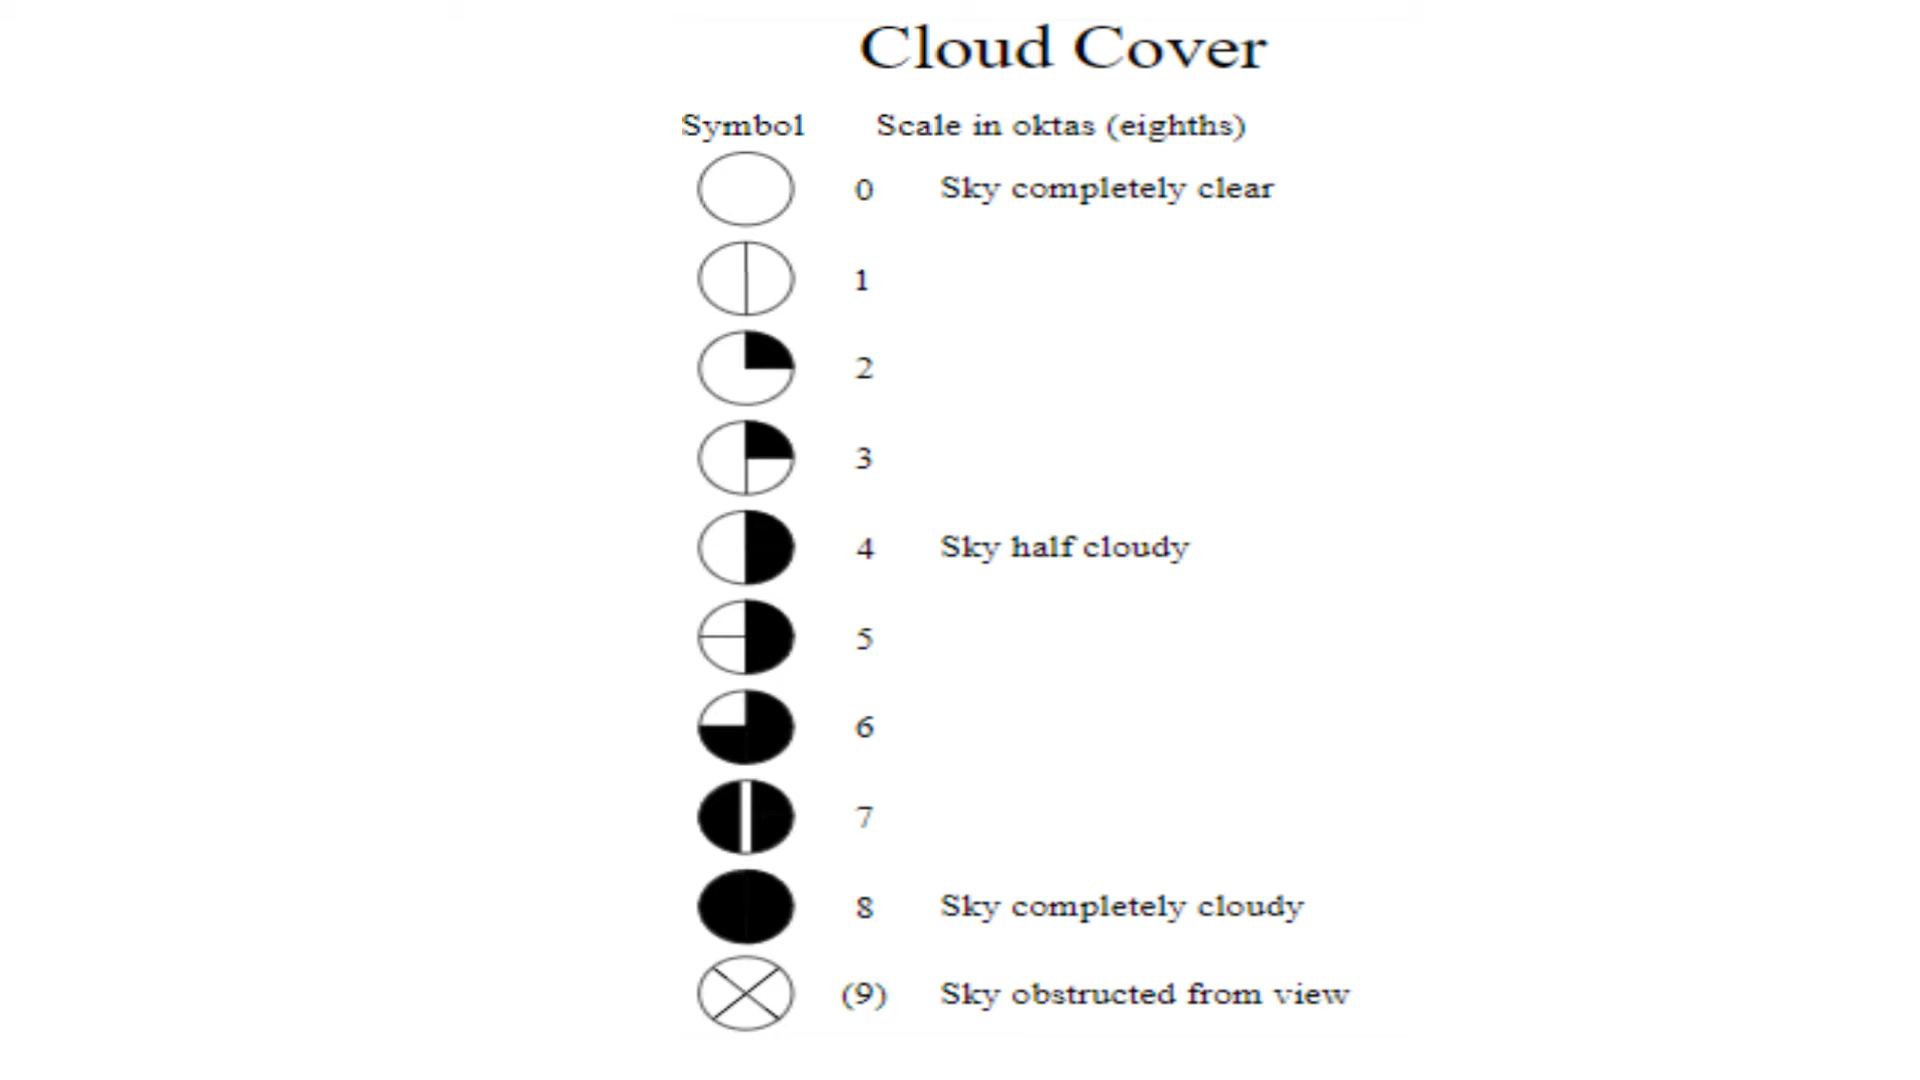 Cloud Cover
Symbol Scale in oktas (eighths)
0 Sky completely clear
1
2
3
4 Sky half cloudy
5
6
7
8 Sky completely cloudy
(9) Sky obstructed from view